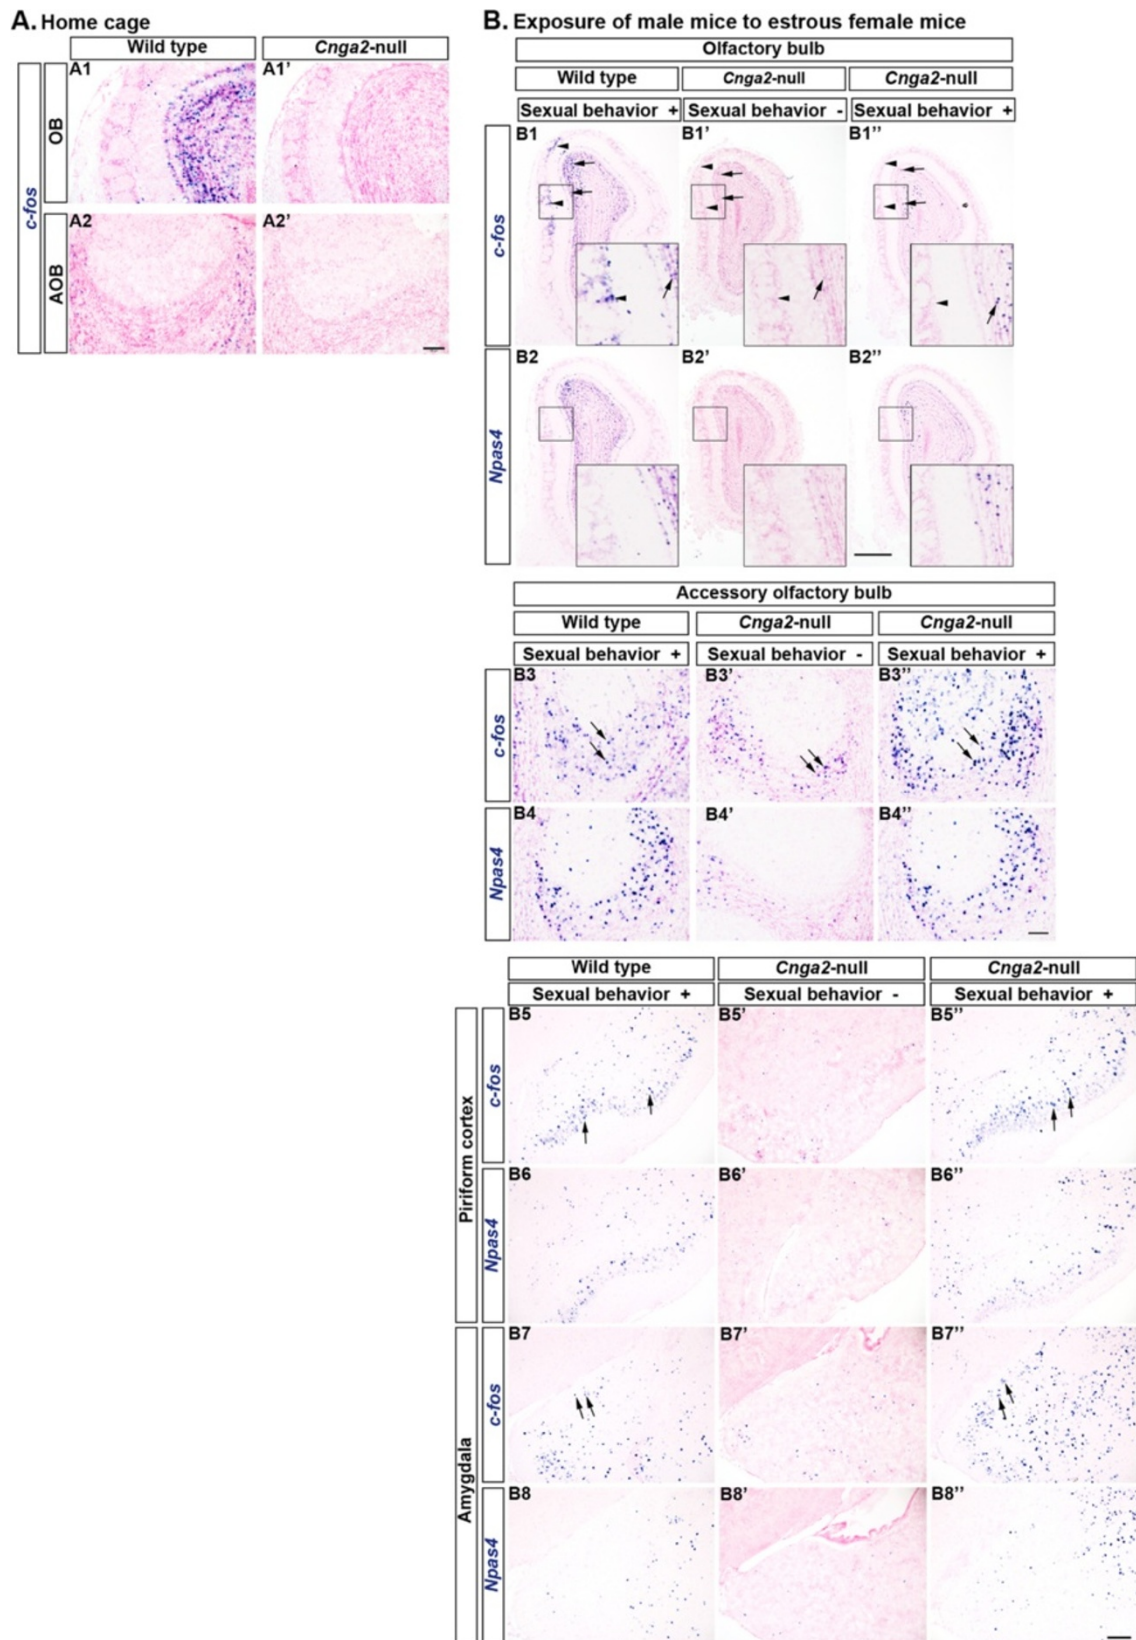 A. Home cage
Wild type
Cnga2-null
c-fos
OB
A1
A1’
AOB
A2
A2’
B. Exposure of male mice to estrous female mice
Olfactory bulb
Wild type
Cnga2-null
Cnga2-null
Sexual behavior +
Sexual behavior -
Sexual behavior +
c-fos
B1
B1’
B1’’
Npas4
B2
B2’
B2’’
Accessory olfactory bulb
Wild type
Cnga2-null
Cnga2-null
Sexual behavior +
Sexual behavior -
Sexual behavior +
c-fos
B3
B3’
B3’’
Npas4
B4
B4’
B4’’
Wild type
Cnga2-null
Cnga2-null
Sexual behavior +
Sexual behavior -
Sexual behavior +
Piriform cortex
c-fos
B5
B5’
B5’’
Npas4
B6
B6’
B6’’
Amygdala
c-fos
B7
B7’
B7’’
Npas4
B8
B8’
B8’’